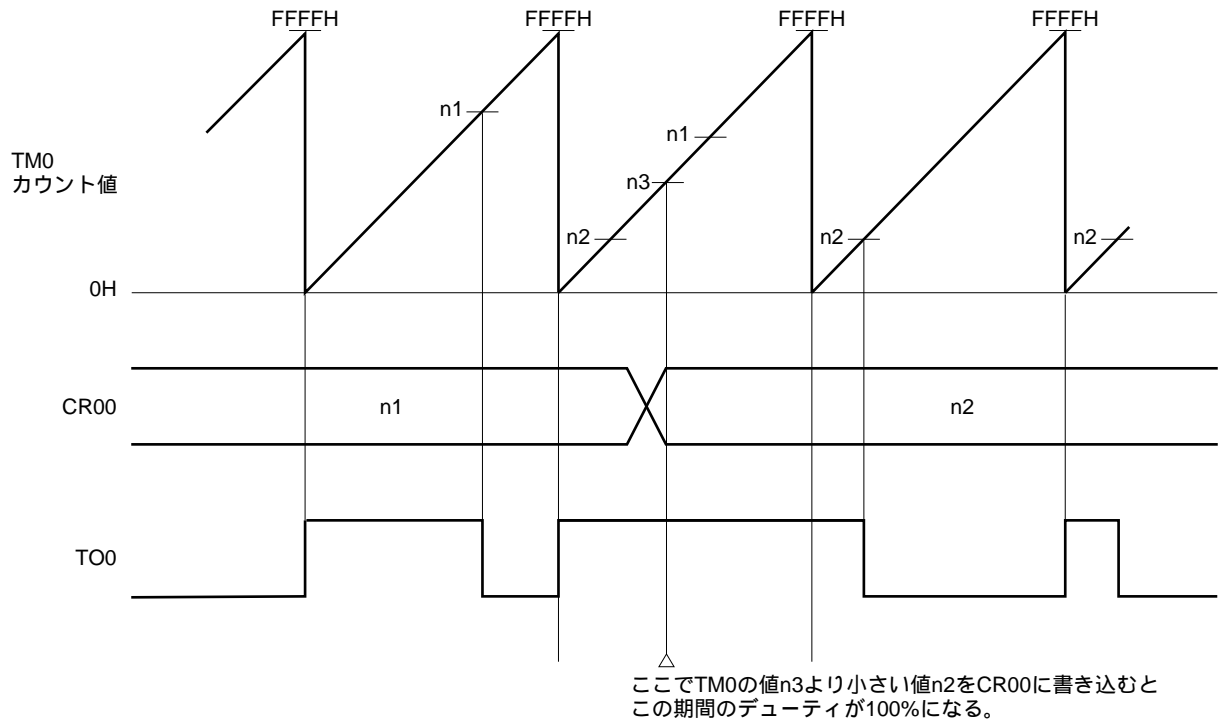 FFFFH FFFFH FFFFH FFFFH
n1
n1
TM0
カウント値
n3
n2 n2 n2
0H
CR00 n1 n2
TO0
ここでTM0の値n3より小さい値n2をCR00に書き込むと
この期間のデューティが100%になる。